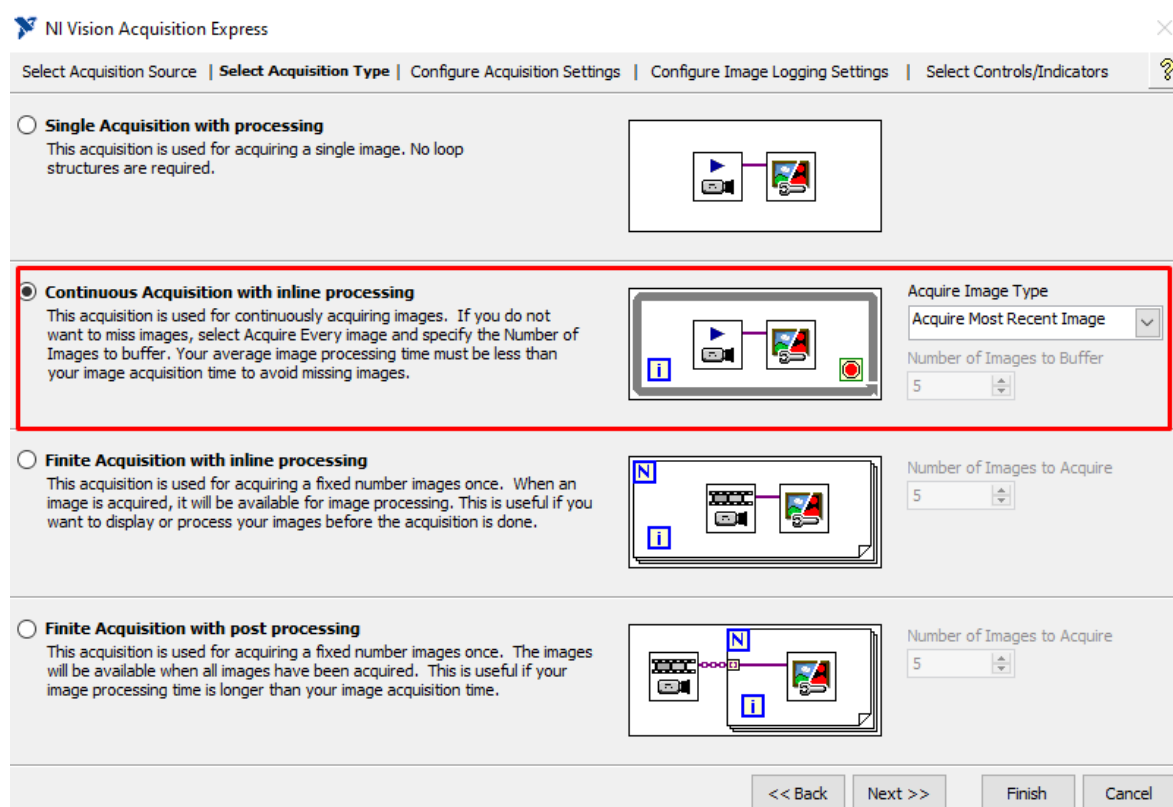 NI Vision Acquisition Express
Select Acquisition Source | Select Acquisition Type | Configure Acquisition Settings | Configure Image Logging Settings | Select Controls/Indicators ?
Single Acquisition with processing
This acquisition is used for acquiring a single image. No loop
structures are required.
Continuous Acquisition with inline processing
This acquisition is used for continuously acquiring images. If you do not
want to miss images, select Acquire Every image and specify the Number of
Images to buffer. Your average image processing time must be less than
your image acquisition time to avoid missing images.
i
Acquire Image Type
Acquire Most Recent Image
Number of Images to Buffer
5
Finite Acquisition with inline processing
This acquisition is used for acquiring a fixed number images once. When an
image is acquired, it will be available for image processing. This is useful if you
want to display or process your images before the acquisition is done.
N
i
Number of Images to Acquire
5
Finite Acquisition with post processing
This acquisition is used for acquiring a fixed number images once. The images
will be available when all images have been acquired. This is useful if your
image processing time is longer than your image acquisition time.
N
i
Number of Images to Acquire
5
<< Back Next >> Finish Cancel